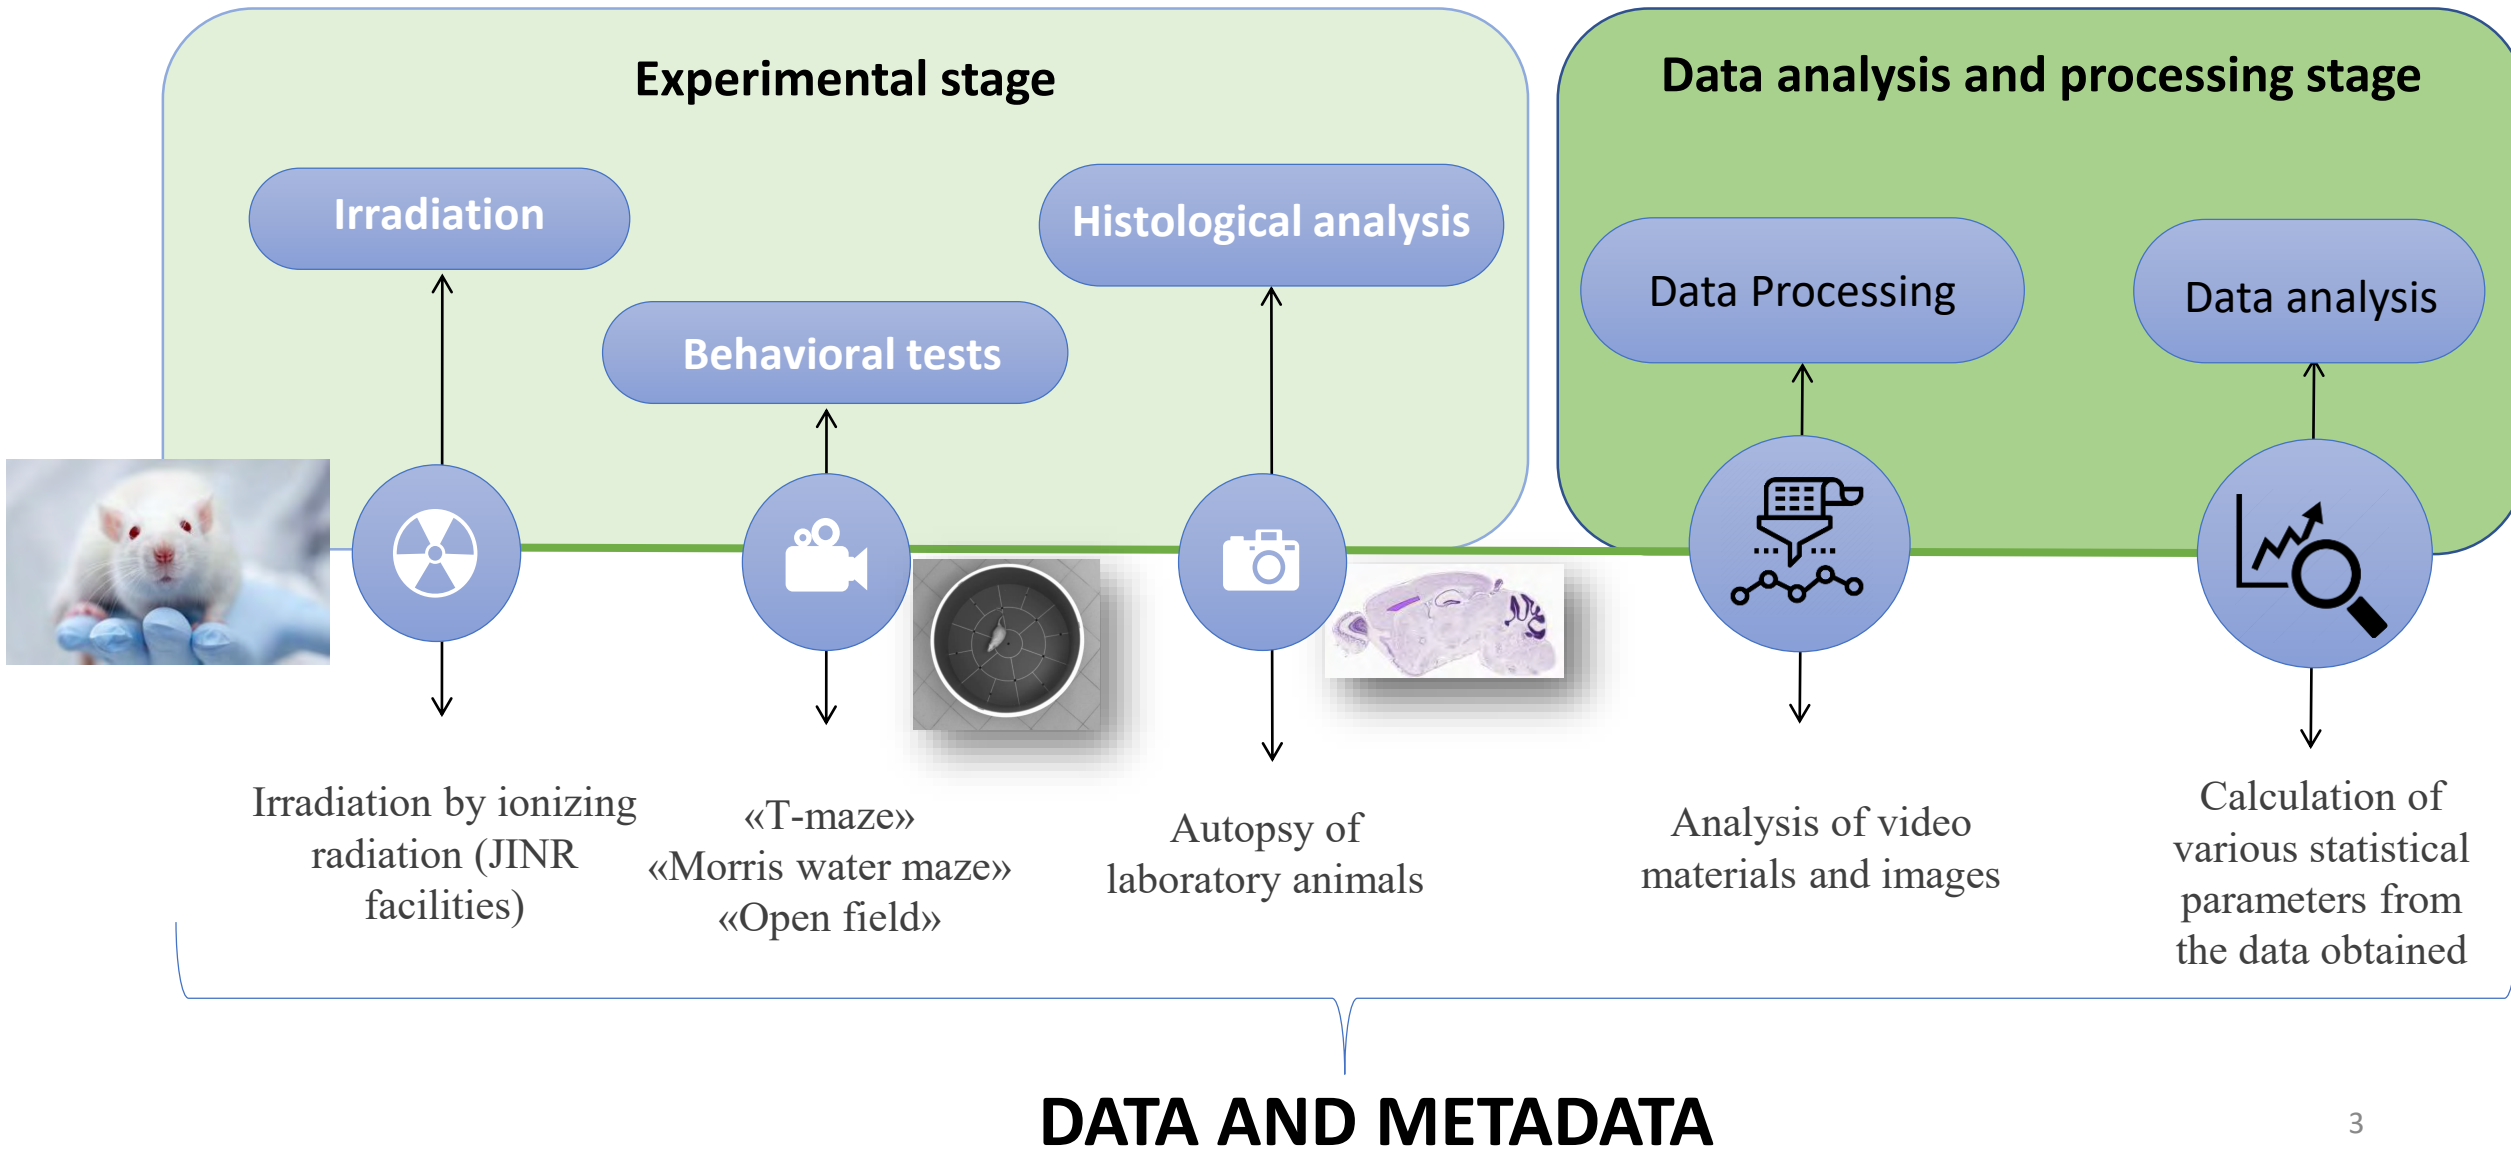 Experimental stage
Data analysis and processing stage
Irradiation
Behavioral tests
Histological analysis
Data Processing
Data analysis
Irradiation by ionizing
radiation (JINR
facilities)
«T-maze»
«Morris water maze»
«Open field»
Autopsy of
laboratory animals
Analysis of video
materials and images
Calculation of
various statistical
parameters from
the data obtained
DATA AND METADATA
3